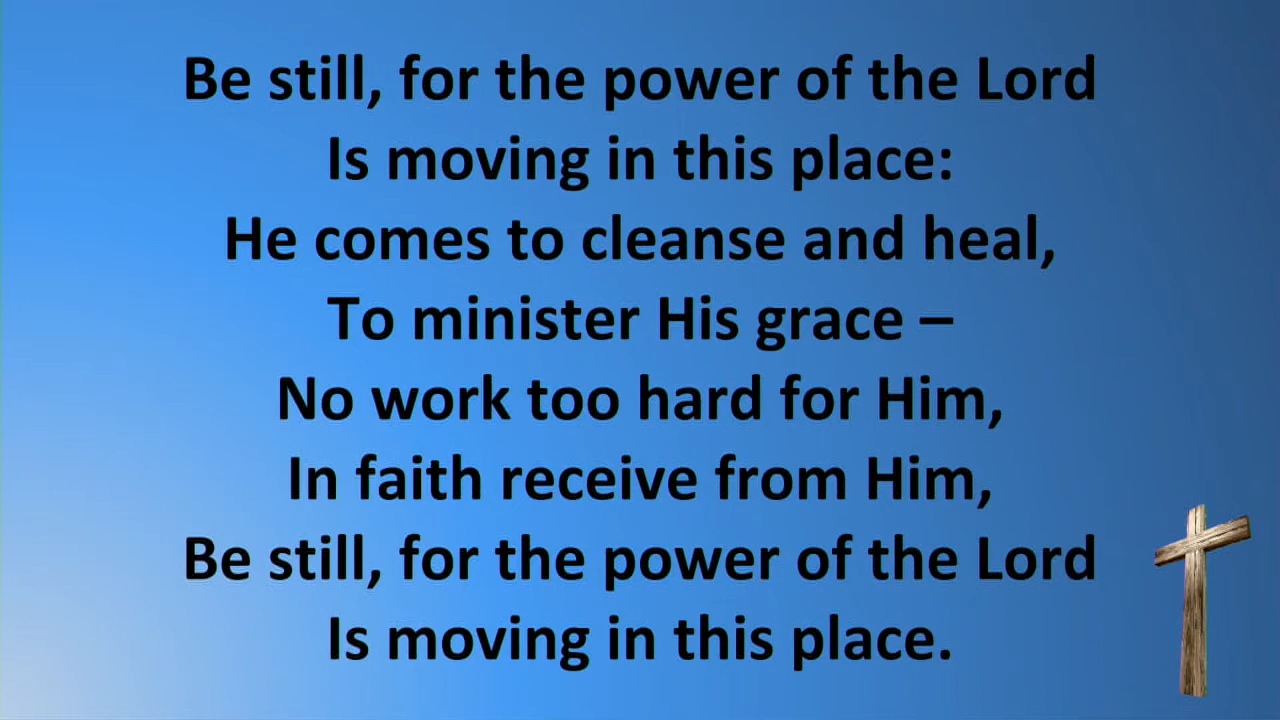 Be still, for the power of the Lord
Is moving in this place:
He comes to cleanse and heal,
To minister His grace –
No work too hard for Him,
In faith receive from Him,
Be still, for the power of the Lord
Is moving in this place.